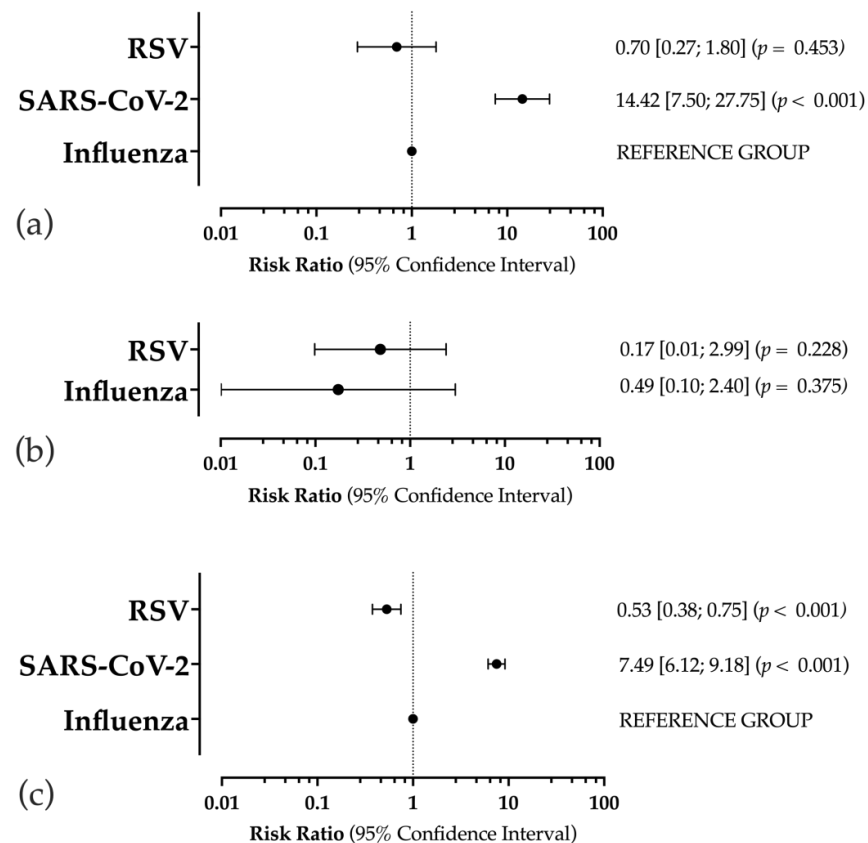 RSV 0.70 [0.27; 1.80] (p = 0.453)
SARS-CoV-2 14.42 [7.50; 27.75] (p < 0.001)
Influenza REFERENCE GROUP
(a)
0.01 0.1 1 10 100
Risk Ratio (95% Confidence Interval)
RSV 0.17 [0.01; 2.99] (p = 0.228)
Influenza 0.49 [0.10; 2.40] (p = 0.375)
(b)
0.01 0.1 1 10 100
Risk Ratio (95% Confidence Interval)
RSV 0.53 [0.38; 0.75] (p < 0.001)
SARS-CoV-2 7.49 [6.12; 9.18] (p < 0.001)
Influenza REFERENCE GROUP
(c)
0.01 0.1 1 10 100
Risk Ratio (95% Confidence Interval)